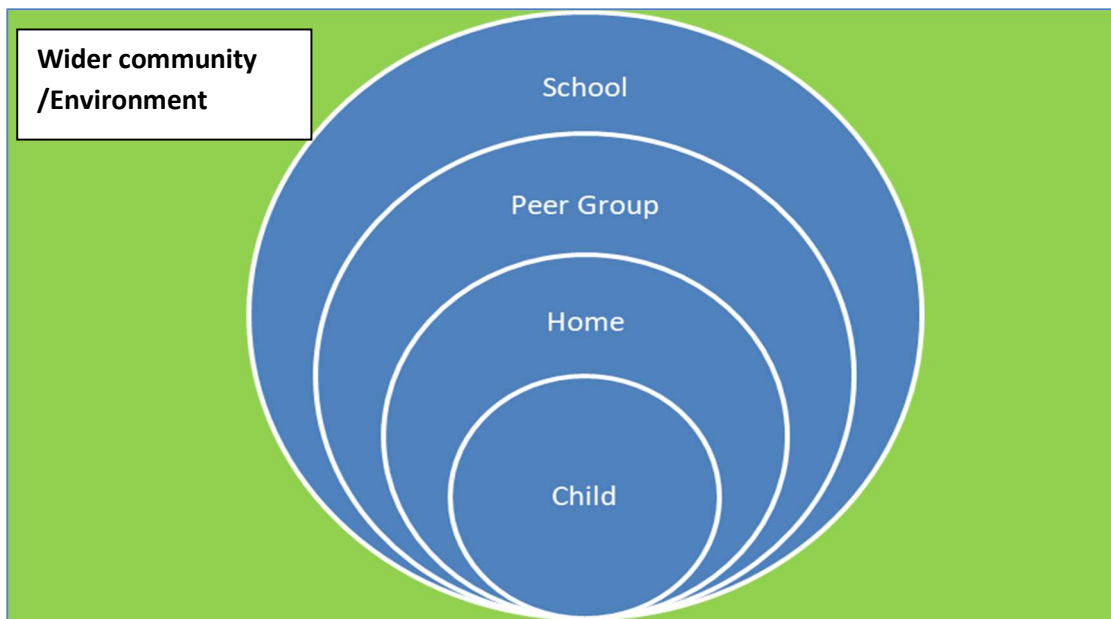 Wider community
/Environment
School
Peer Group
Home
Child